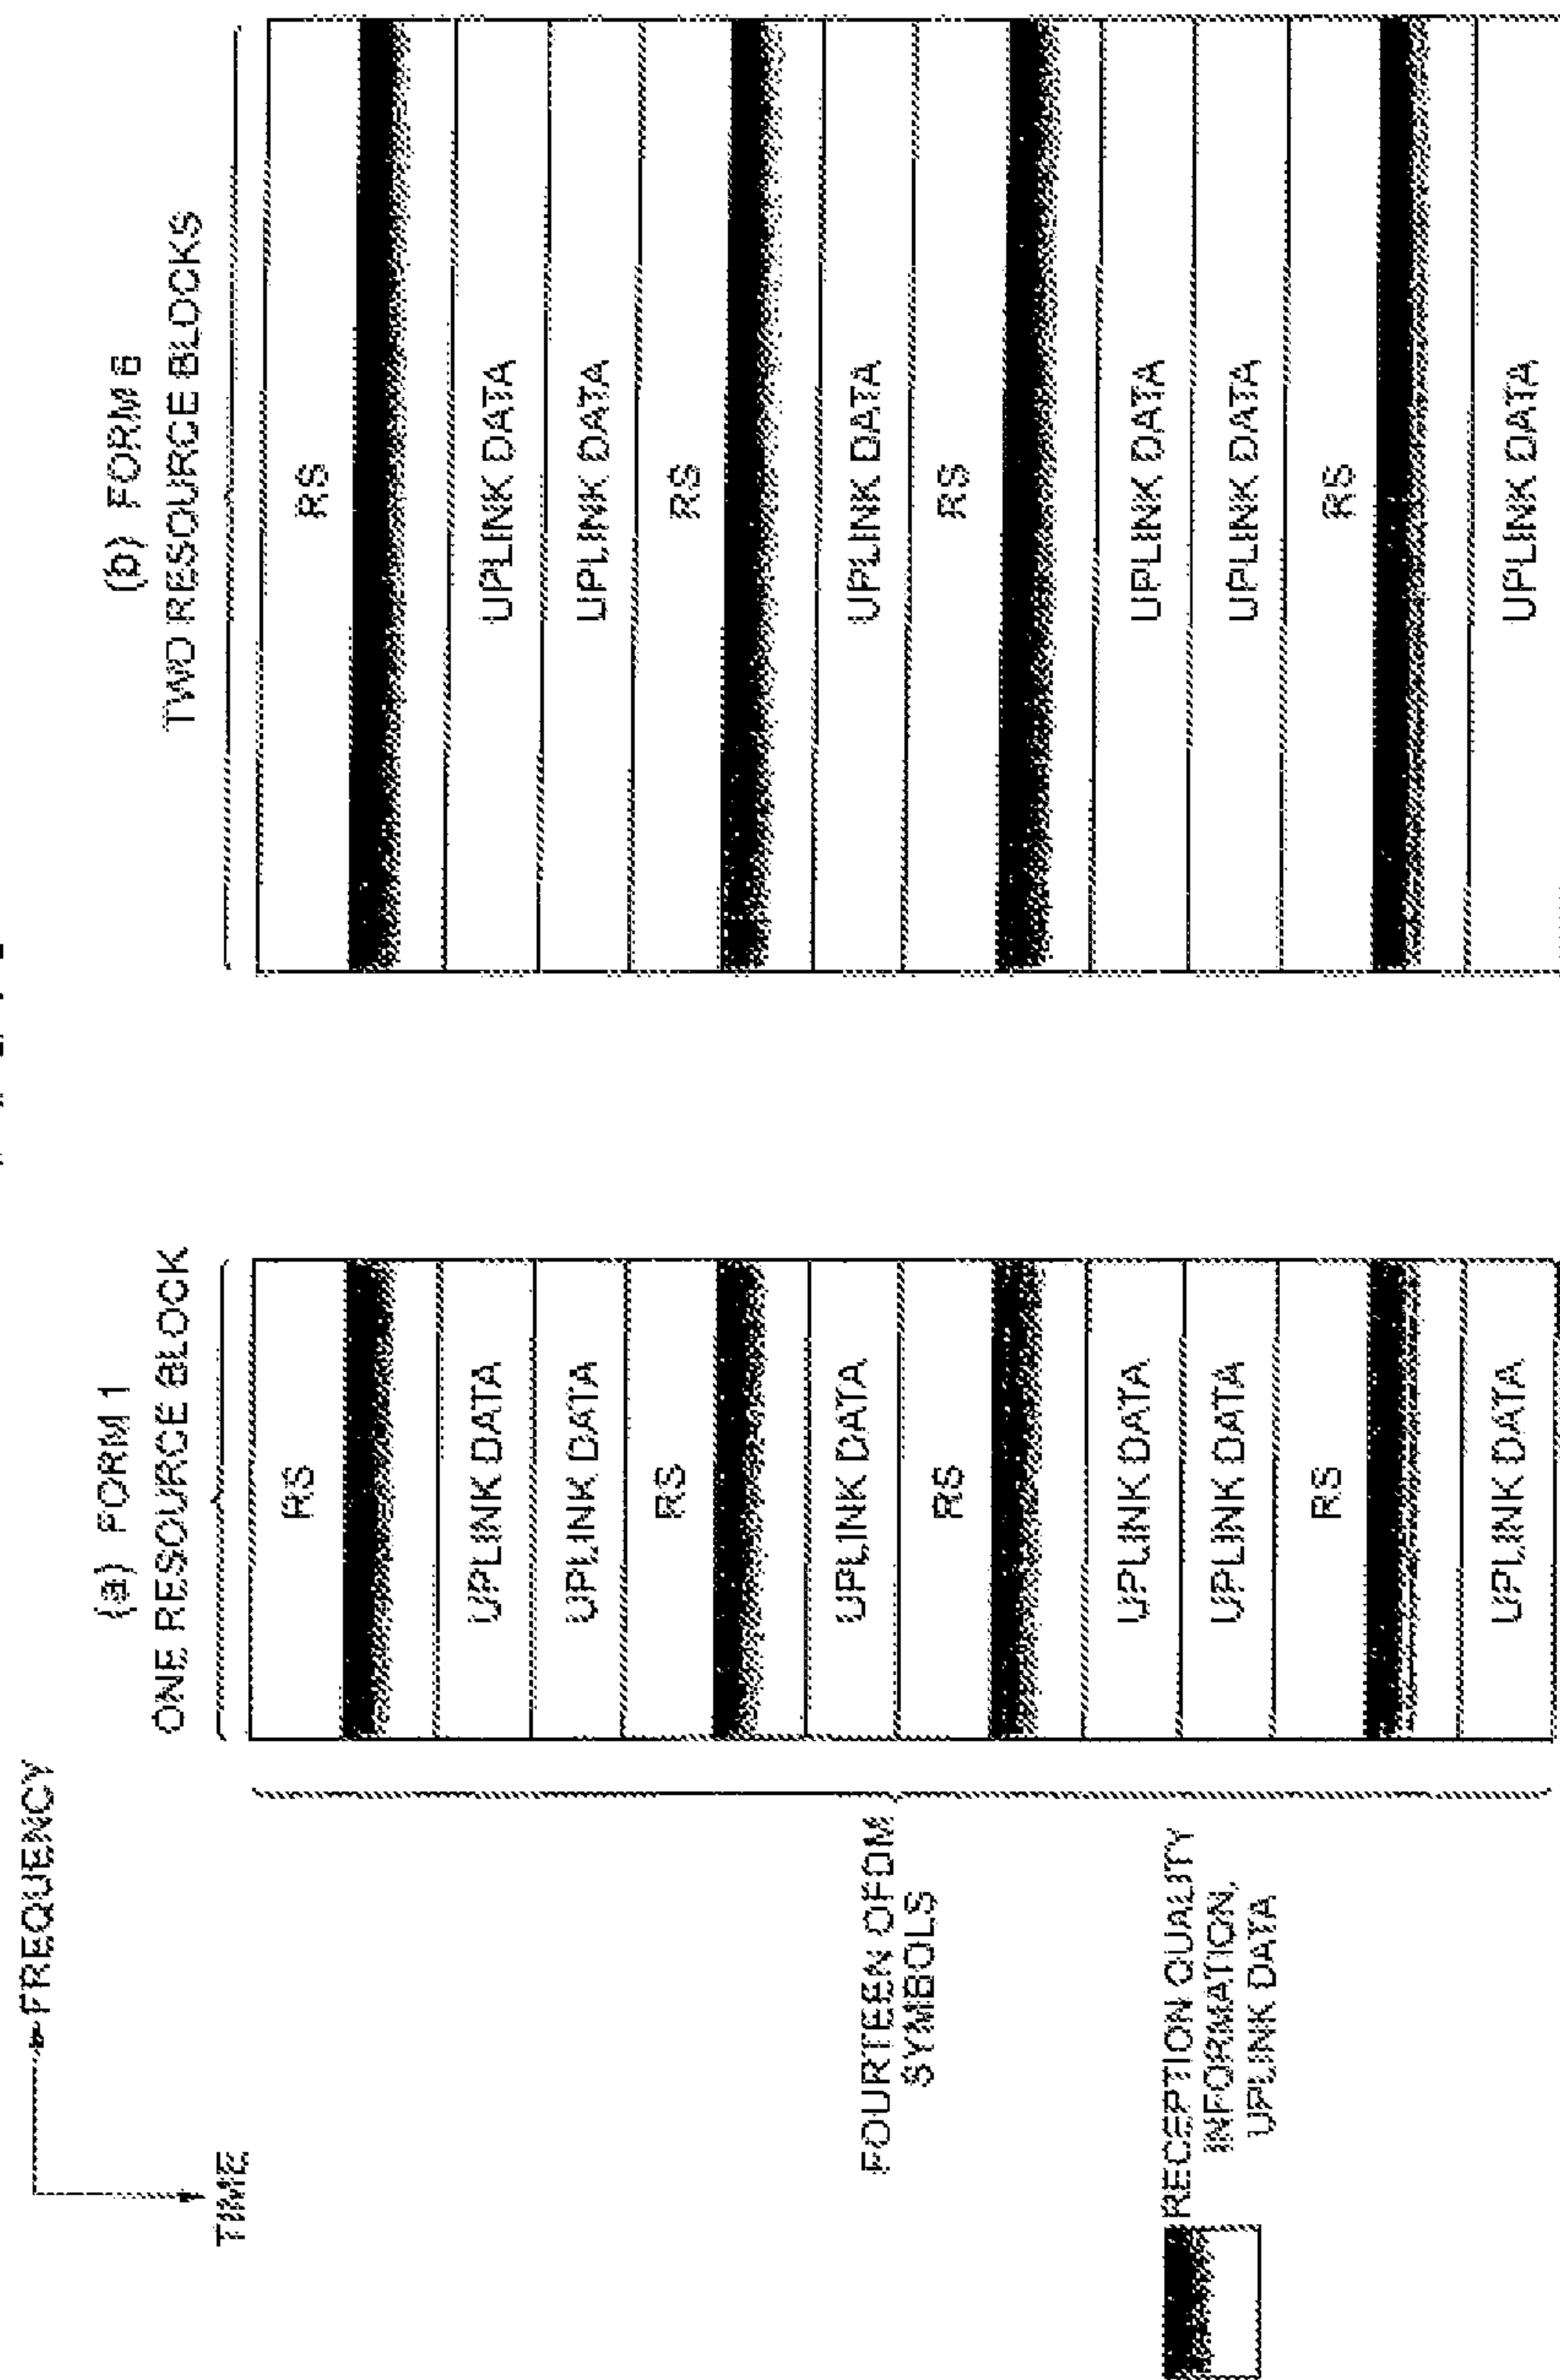 FREQUENCY
TIME
(a) FORM 1
ONE RESOURCE BLOCK
RS
UPLINK DATA
UPLINK DATA
RS
UPLINK DATA
RS
UPLINK DATA
UPLINK DATA
RS
UPLINK DATA
FOURTEEN OFDM
SYMBOLS
RECEPTION QUALITY
INFORMATION,
UPLINK DATA
(b) FORM 6
TWO RESOURCE BLOCKS
RS
UPLINK DATA
UPLINK DATA
RS
UPLINK DATA
RS
UPLINK DATA
UPLINK DATA
RS
UPLINK DATA